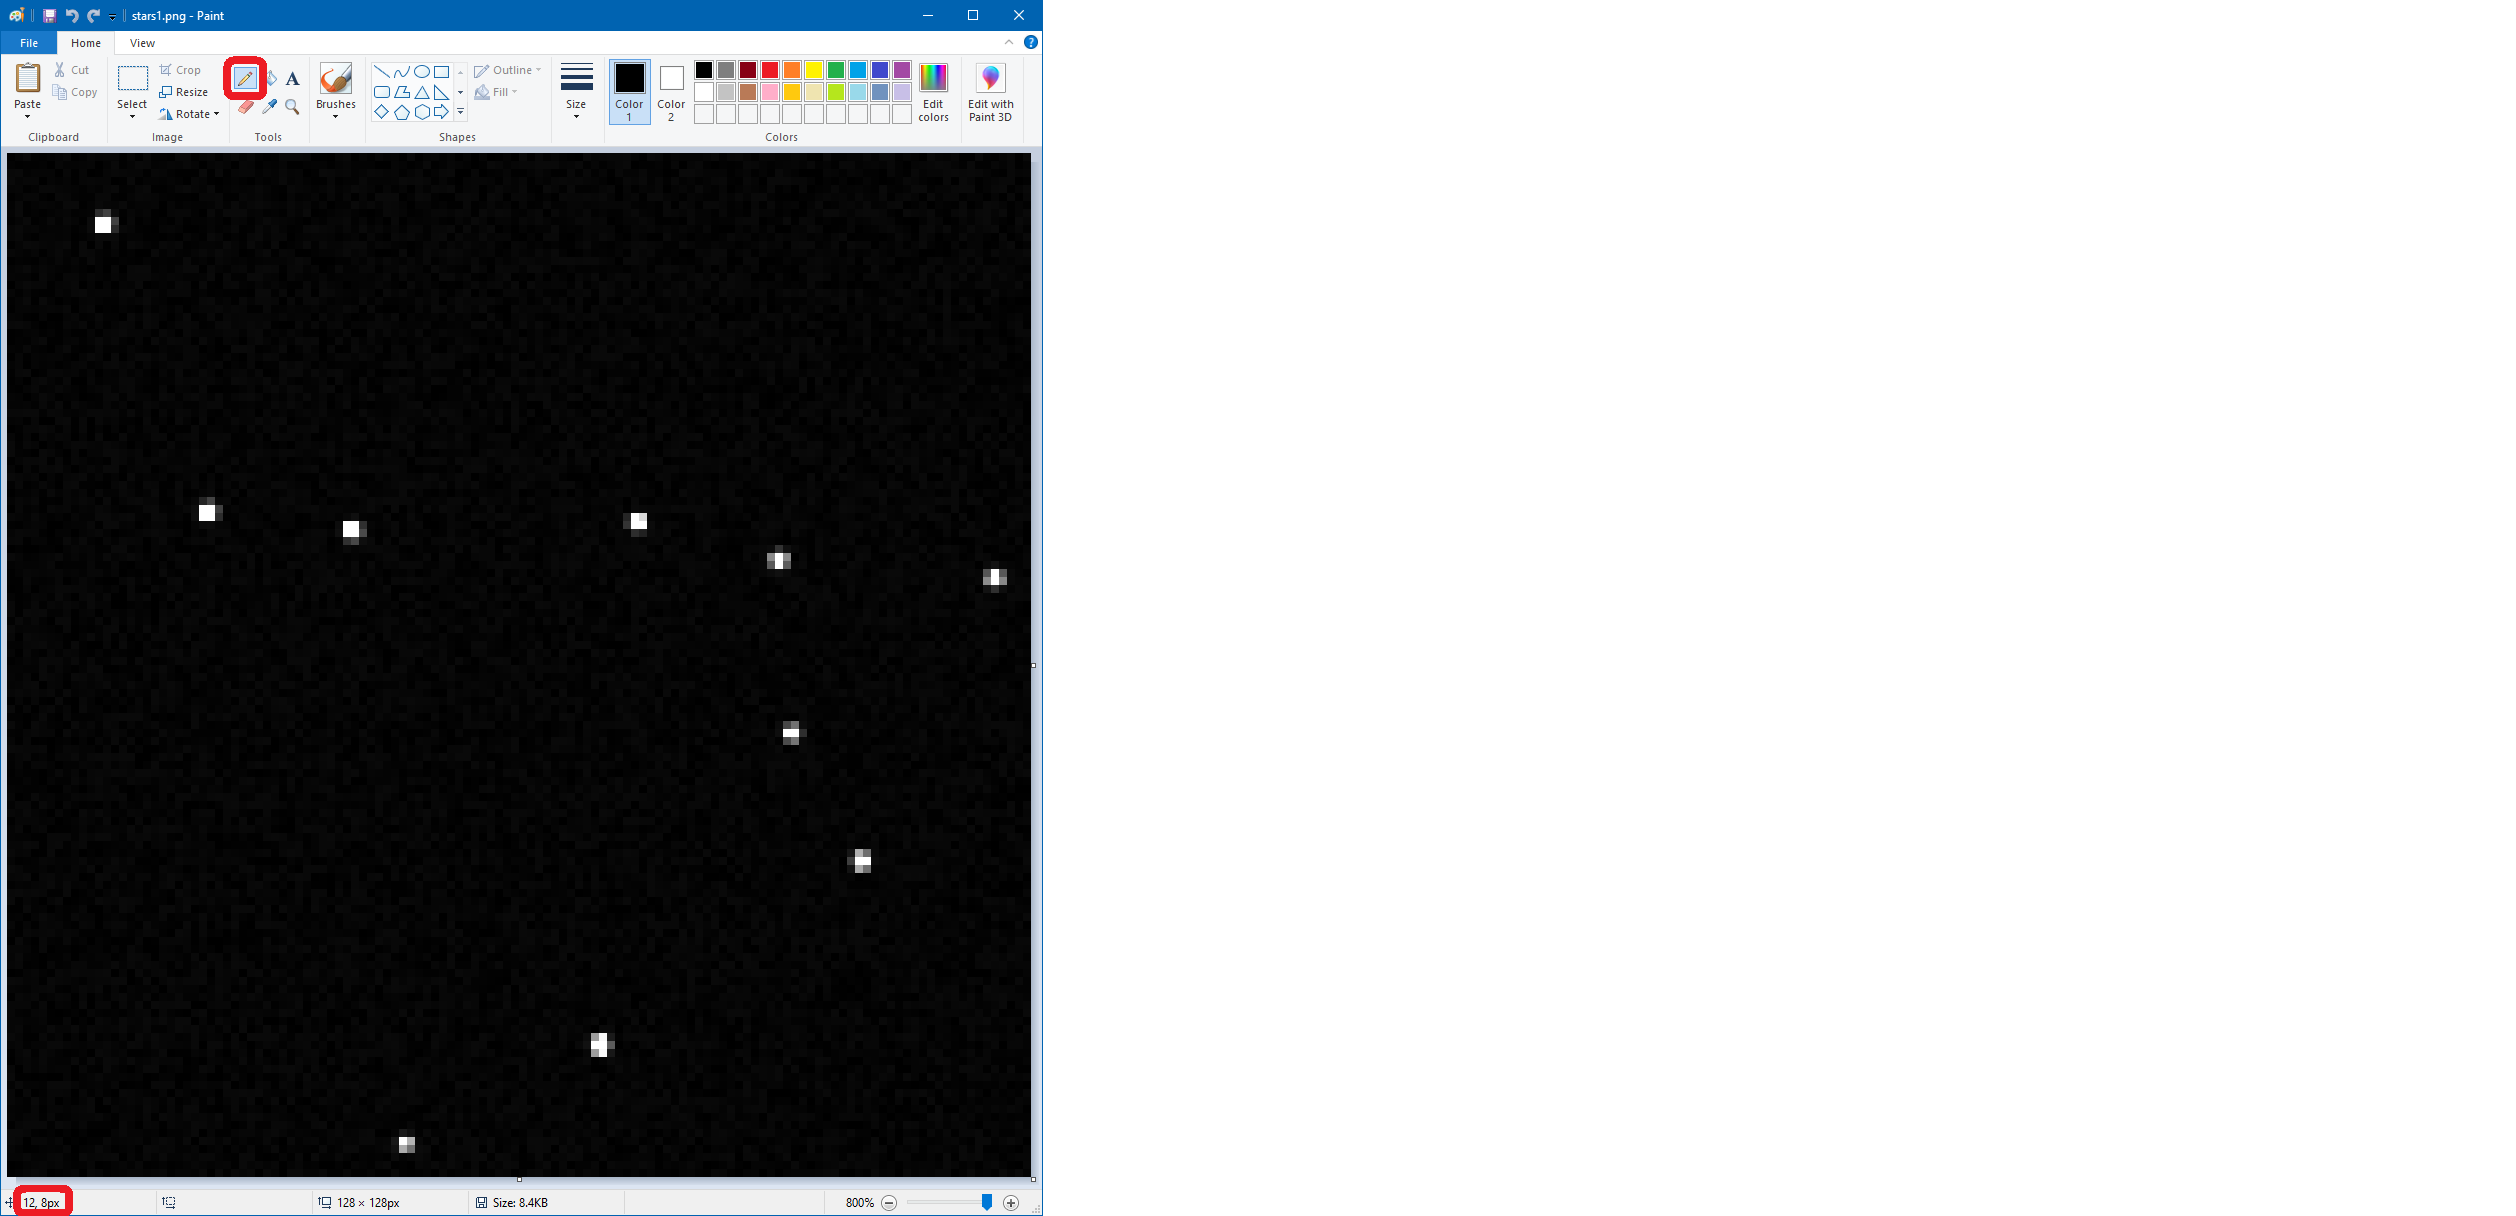 stars1.png - Paint
File Home View
Paste
Cut
Copy
Clipboard
Select
Crop
Resize
Rotate
Image
A
Tools
Brushes
Shapes
Outline
Fill
Size
Color 1
Color 2
Edit colors
Colors
Edit with Paint 3D
12, 8px
128 × 128px
Size: 8.4KB
800%